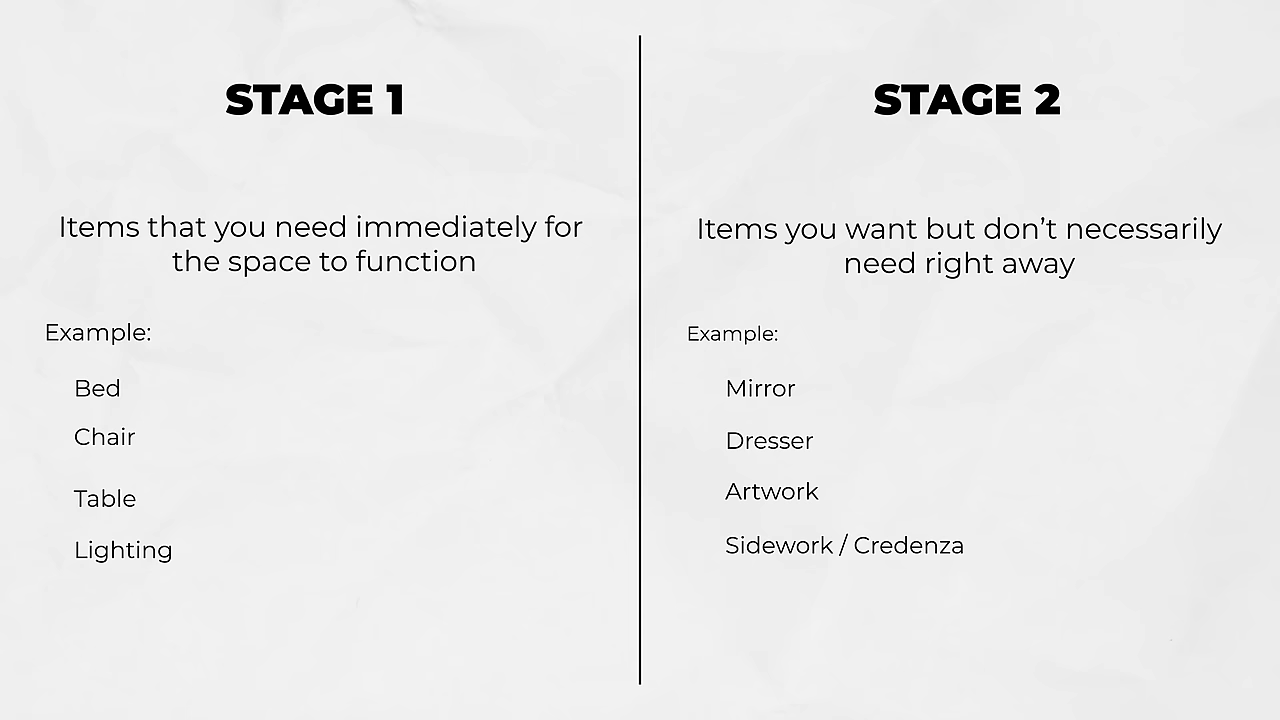 STAGE 1
Items that you need immediately for
the space to function
Example:
Bed
Chair
Table
Lighting
STAGE 2
Items you want but don’t necessarily
need right away
Example:
Mirror
Dresser
Artwork
Sidework / Credenza